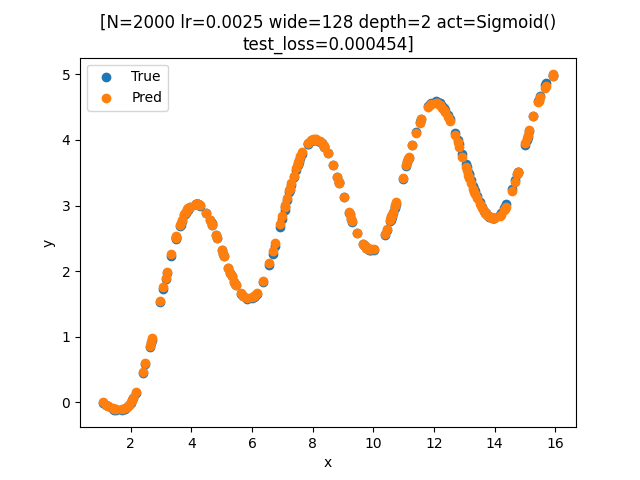 [N=2000 lr=0.0025 wide=128 depth=2 act=Sigmoid()
test_loss=0.000454]
True
Pred
5
4
3
2
1
0
y
2 4 6 8 10 12 14 16
x